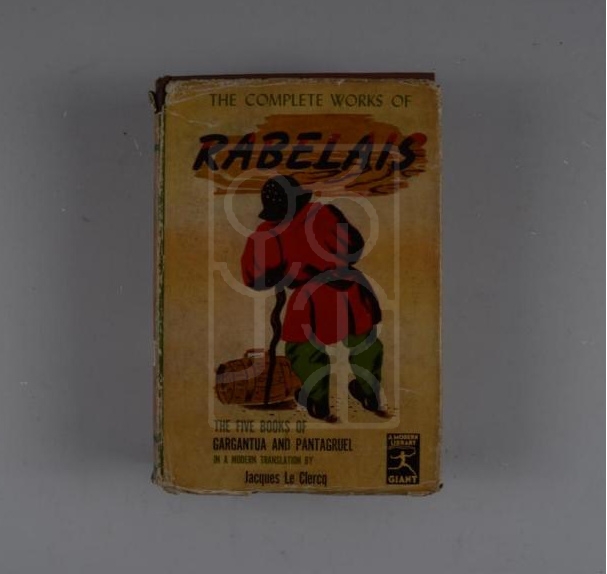 THE COMPLETE WORKS OF
RABELAIS
THE FIVE BOOKS OF
GARGANTUA AND PANTAGRUEL
IN A MODERN TRANSLATION BY
Jacques Le Clercq
A MODERN
LIBRARY
GIANT